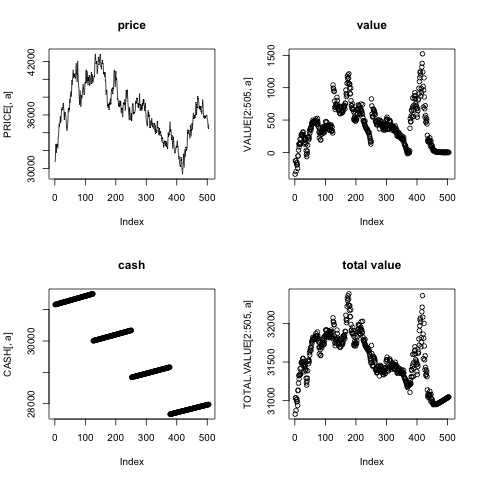 price
PRICE[, a]
42000
36000
30000
0 100 200 300 400 500
Index
value
VALUE[2:505, a]
1500
1000
500
0
0 100 200 300 400 500
Index
cash
CASH[, a]
30000
28000
0 100 200 300 400 500
Index
total value
TOTAL.VALUE[2:505, a]
32000
31500
31000
0 100 200 300 400 500
Index